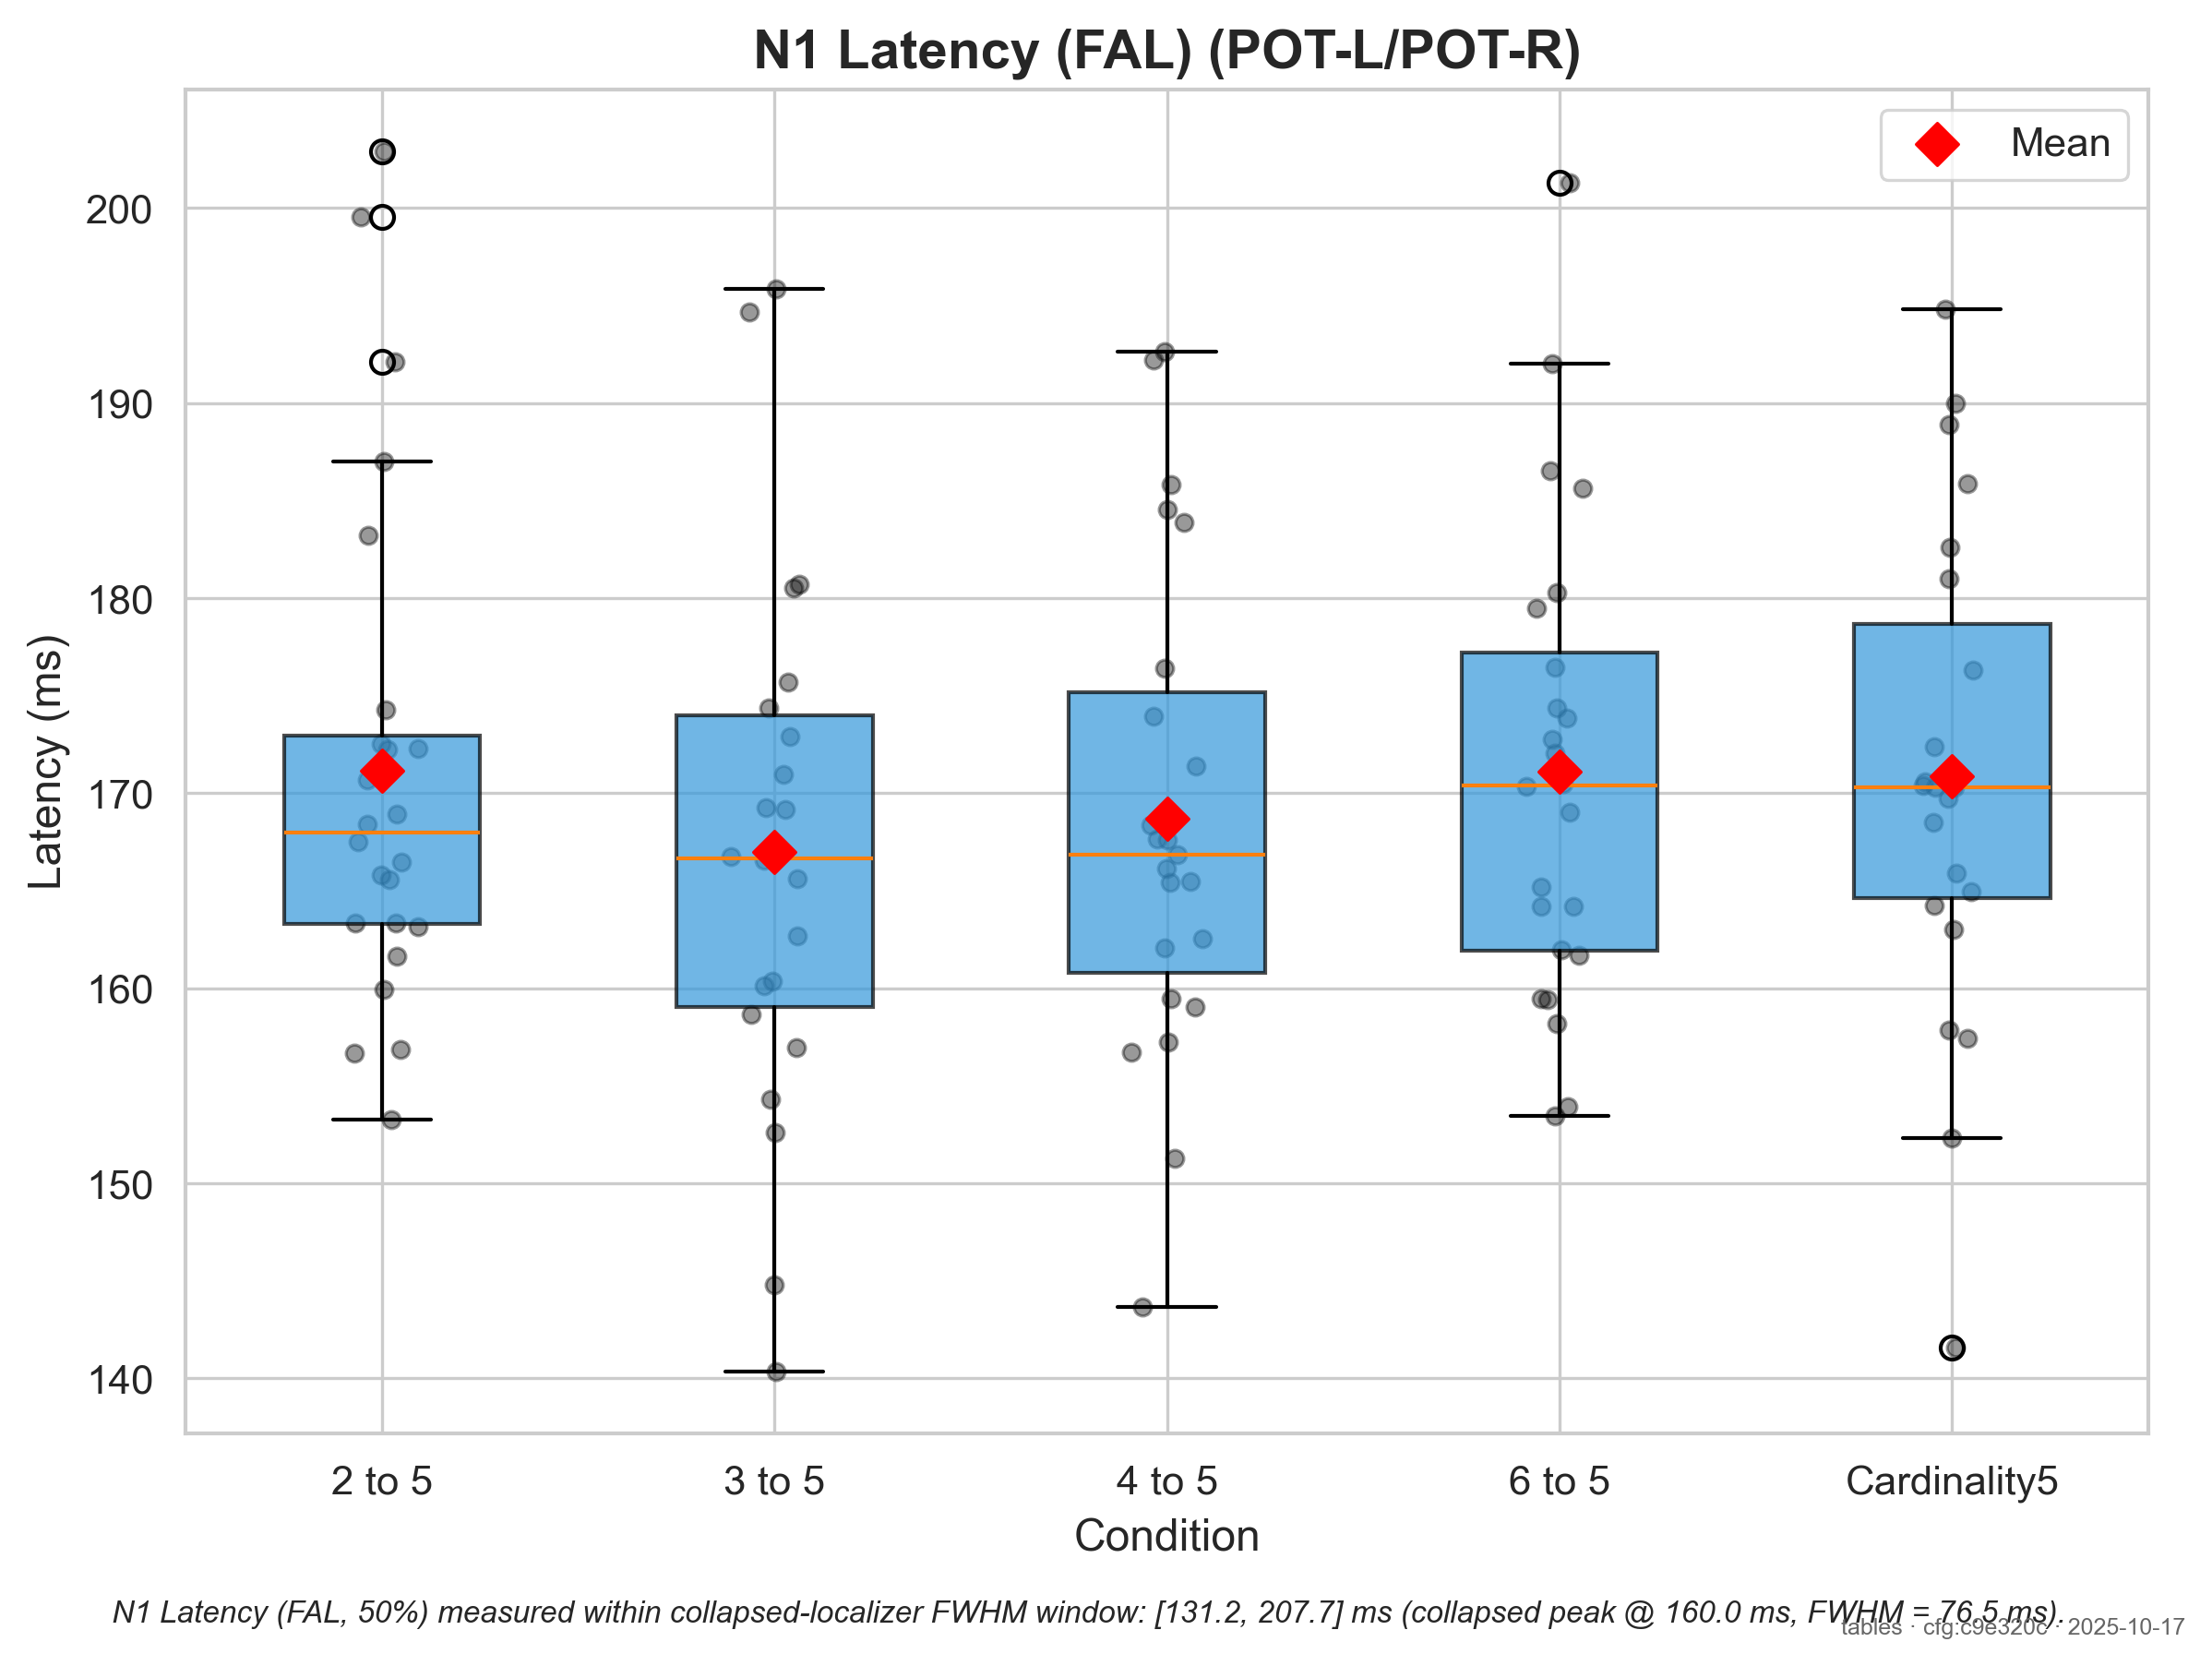 N1 Latency (FAL) (POT-L/POT-R)
Mean
200
190
180
170
160
150
140
Latency (ms)
2 to 5
3 to 5
4 to 5
6 to 5
Cardinality5
Condition
N1 Latency (FAL, 50%) measured within collapsed-localizer FWHM window: [131.2, 207.7] ms (collapsed peak @ 160.0 ms, FWHM = 76.5 ms).
tables · cfg:c9e320c · 2025-10-17